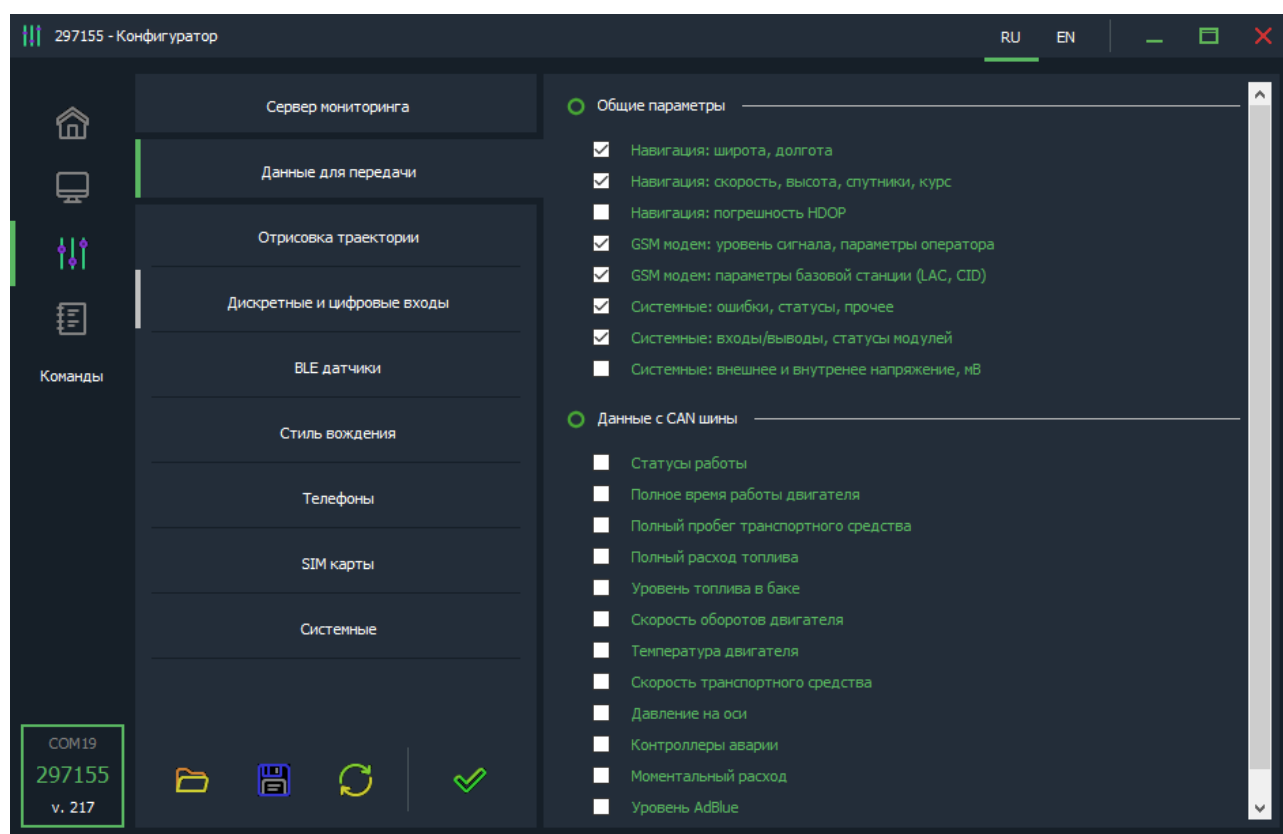 297155 - Конфигуратор
RU EN
Команды
COM19
297155
v. 217
Сервер мониторинга
Данные для передачи
Отрисовка траектории
Дискретные и цифровые входы
BLE датчики
Стиль вождения
Телефоны
SIM карты
Системные
Общие параметры
Навигация: широта, долгота
Навигация: скорость, высота, спутники, курс
Навигация: погрешность HDOP
GSM модем: уровень сигнала, параметры оператора
GSM модем: параметры базовой станции (LAC, CID)
Системные: ошибки, статусы, прочее
Системные: входы/выводы, статусы модулей
Системные: внешнее и внутренее напряжение, мВ
Данные с CAN шины
Статусы работы
Полное время работы двигателя
Полный пробег транспортного средства
Полный расход топлива
Уровень топлива в баке
Скорость оборотов двигателя
Температура двигателя
Скорость транспортного средства
Давление на оси
Контроллеры аварии
Моментальный расход
Уровень AdBlue